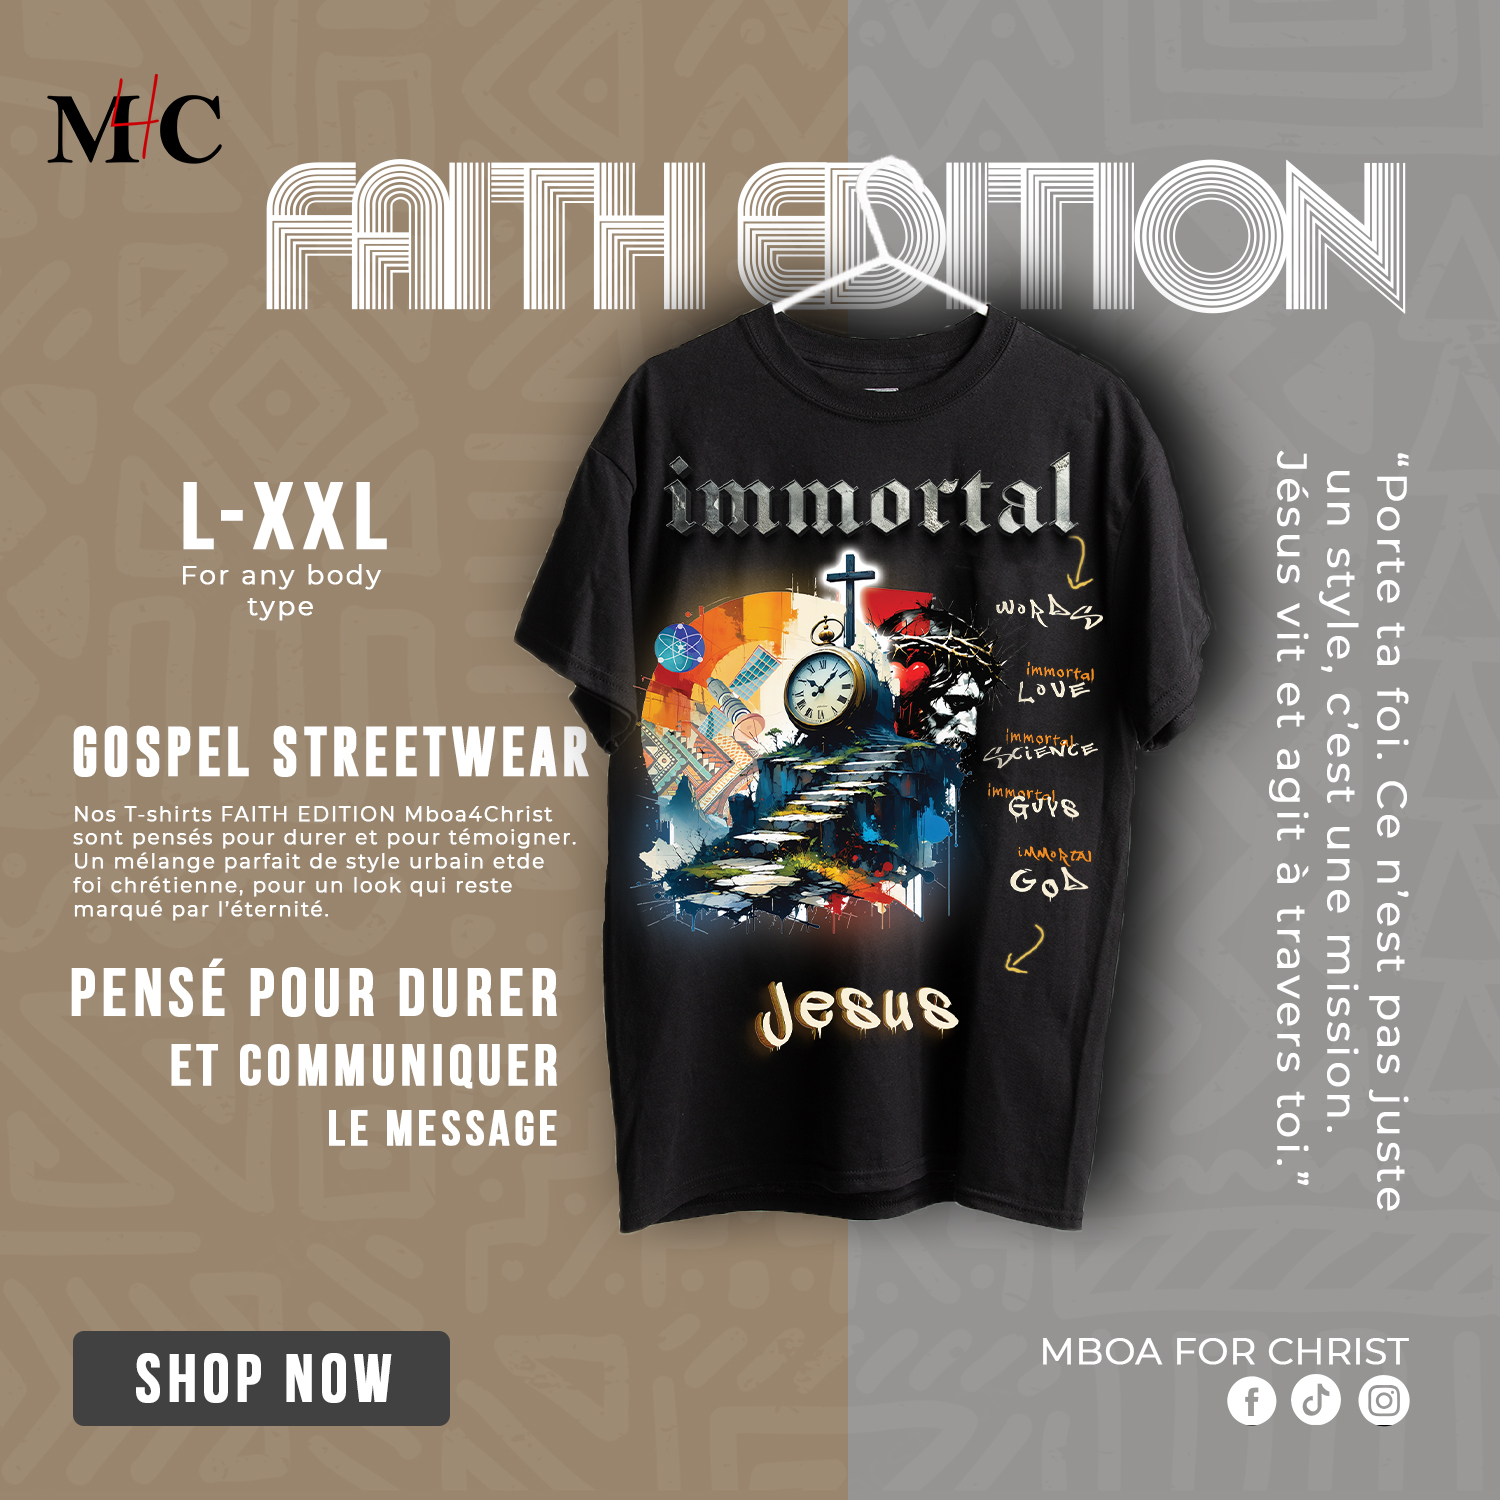 M4C
FAITH EDITION
L-XXL
For any body
type
GOSPEL STREETWEAR
Nos T-shirts FAITH EDITION Mboa4Christ
sont pensés pour durer et pour témoigner.
Un mélange parfait de style urbain etde
foi chrétienne, pour un look qui reste
marqué par l’éternité.
PENSÉ POUR DURER
ET COMMUNIQUER
LE MESSAGE
immortal
WORDS
immortal
LOVE
immortal
SCIENCE
immortal
GUYS
iMMORTAl
GOD
Jesus
“Porte ta foi. Ce n’est pas juste
un style, c’est une mission.
Jésus vit et agit à travers toi.”
SHOP NOW
MBOA FOR CHRIST